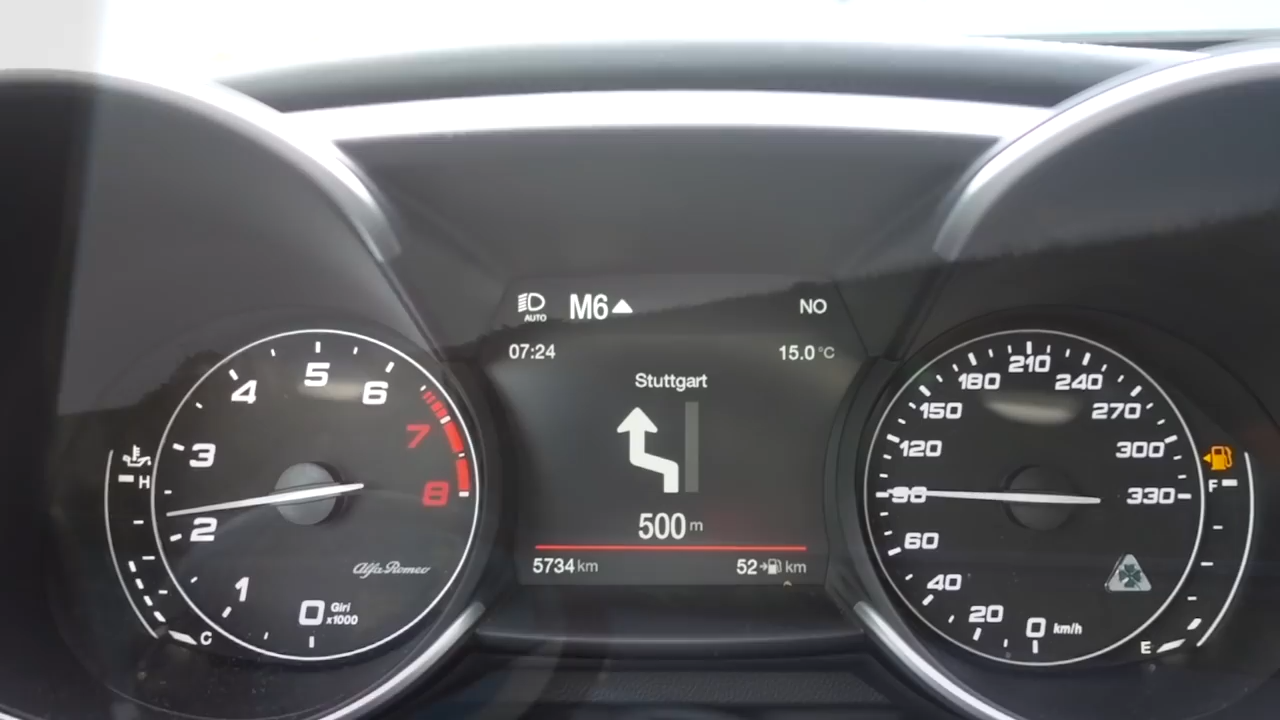 AUTO
M6
NO
07:24
15.0 °C
Stuttgart
500 m
5734 km
52 km
0
1
2
3
4
5
6
7
8
Giri
x1000
Alfa Romeo
H
C
0
20
40
60
90
120
150
180
210
240
270
300
330
km/h
F
E